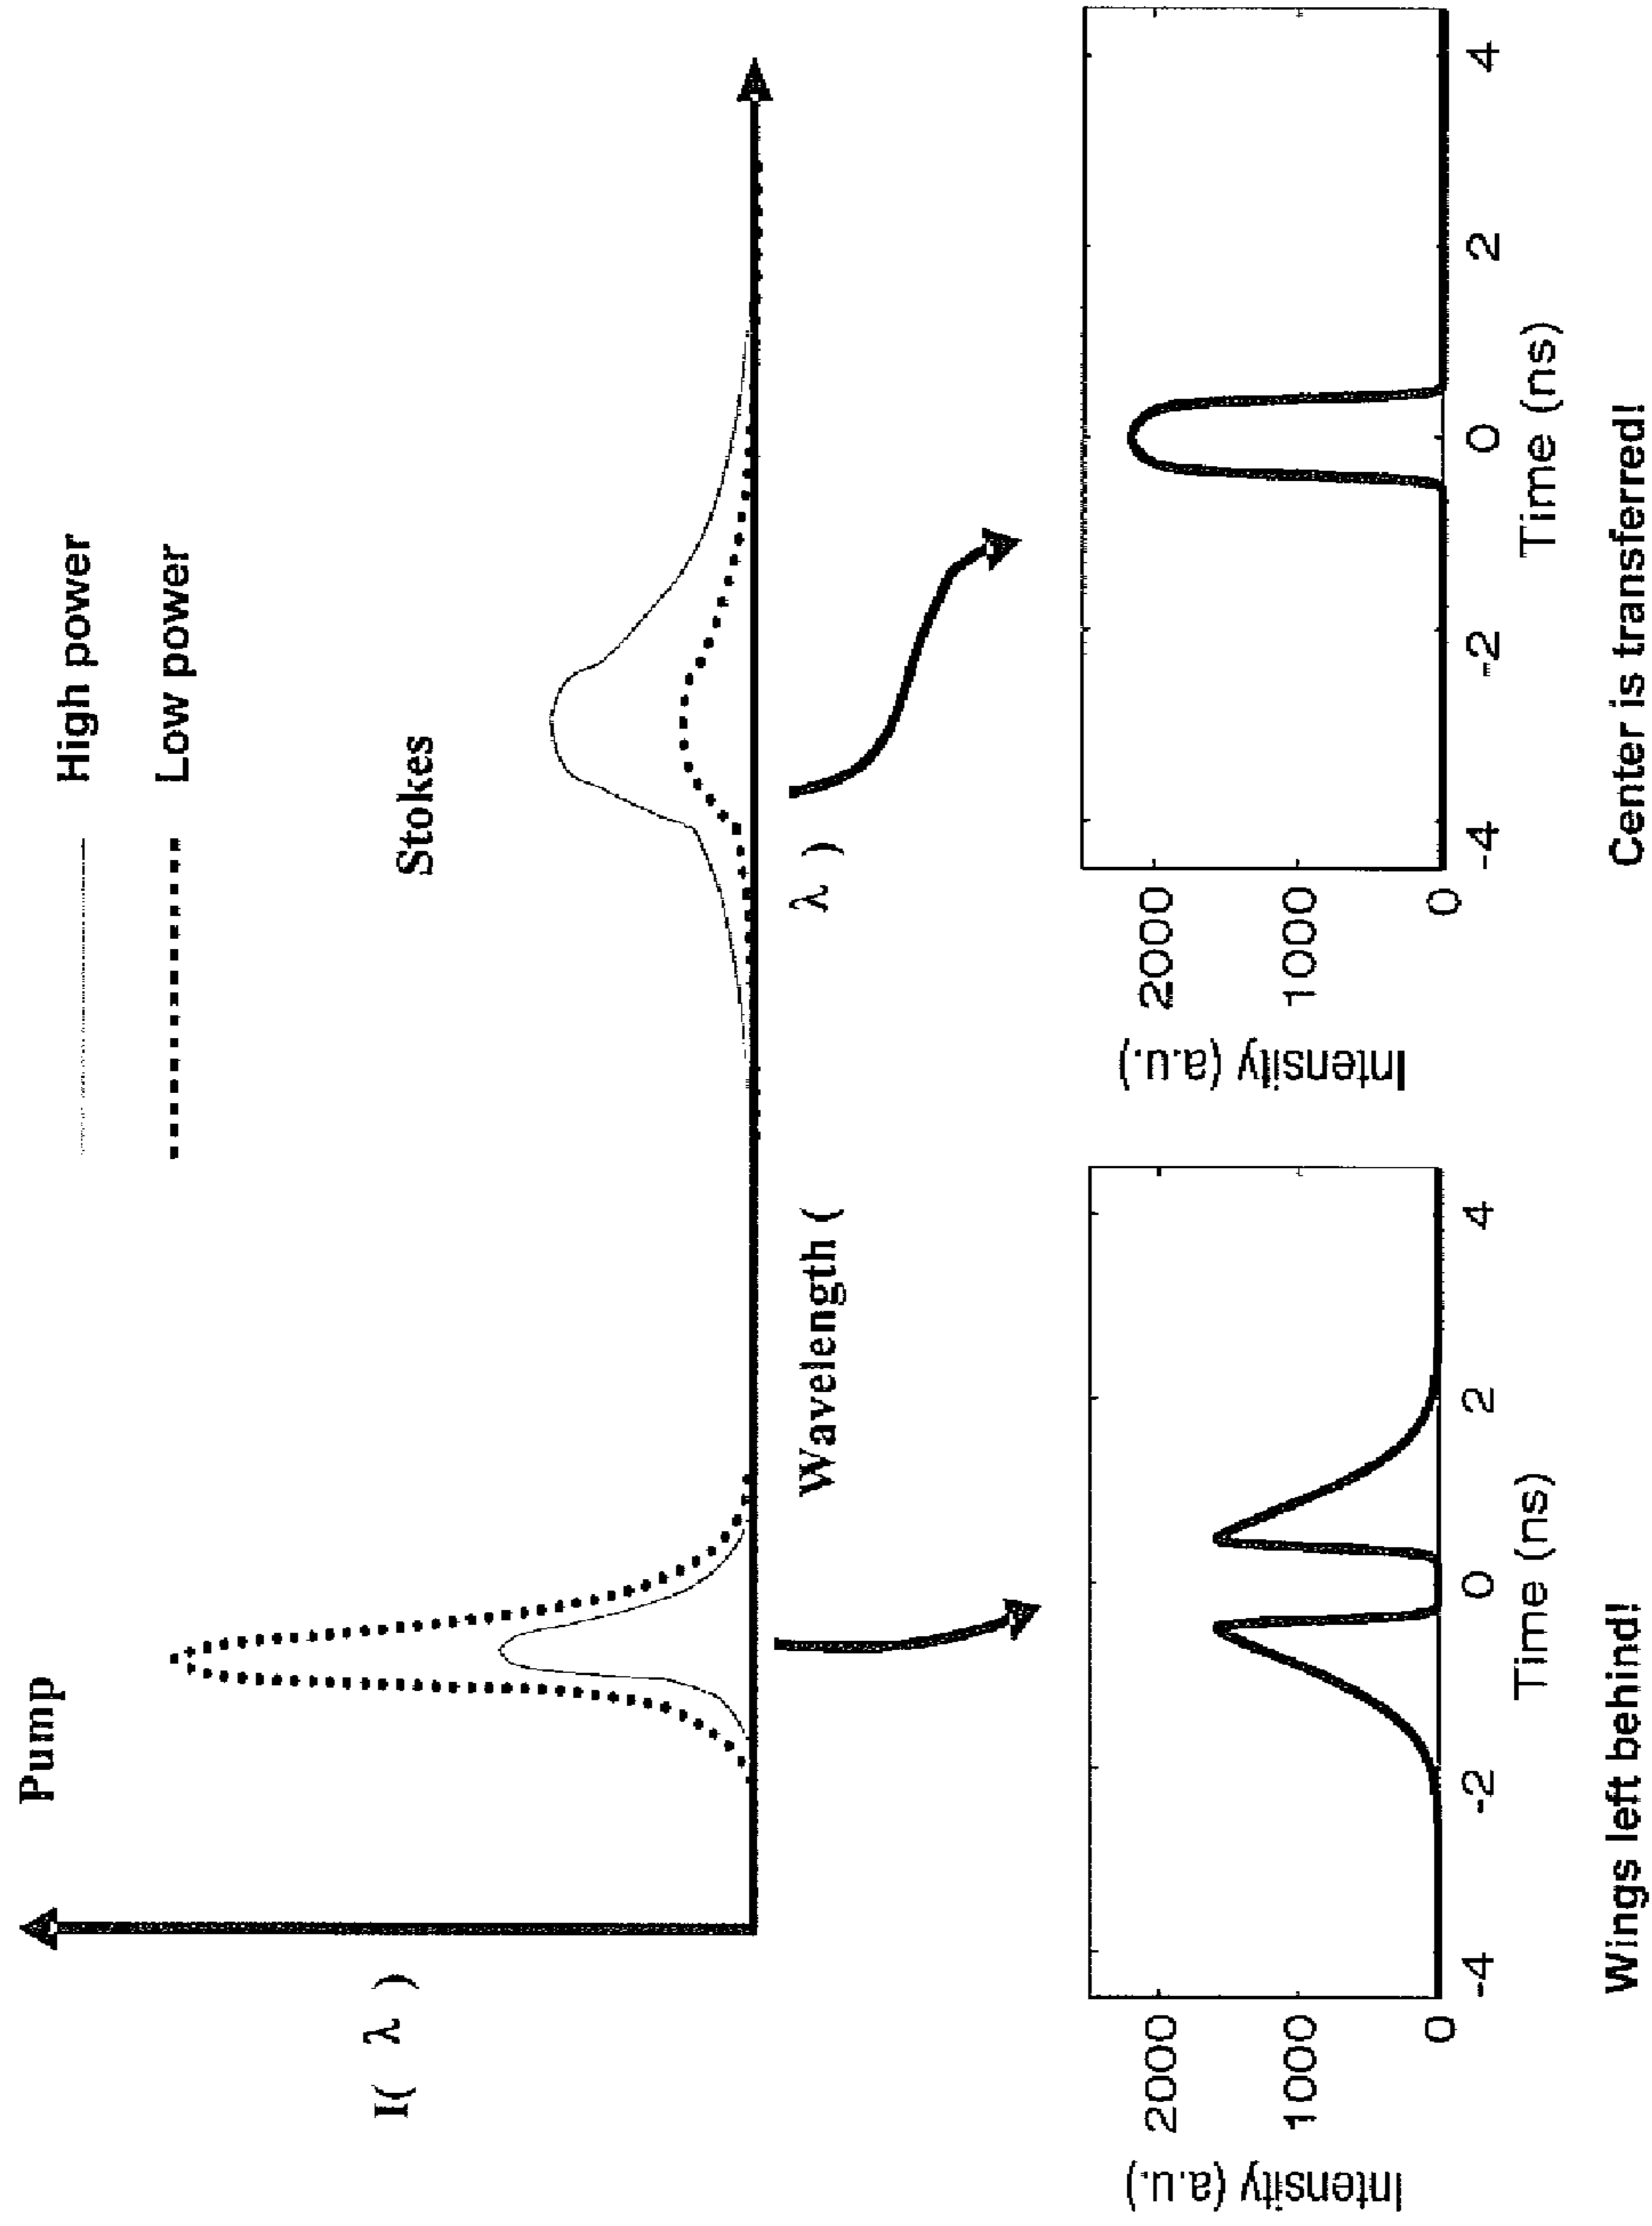 Pump
High power
Low power
Stokes
I( λ )
Wavelength ( λ )
Intensity (a.u.)
2000
1000
0
-4
-2
0
2
4
Time (ns)
Wings left behind!
Intensity (a.u.)
2000
1000
0
-4
-2
0
2
4
Time (ns)
Center is transferred!